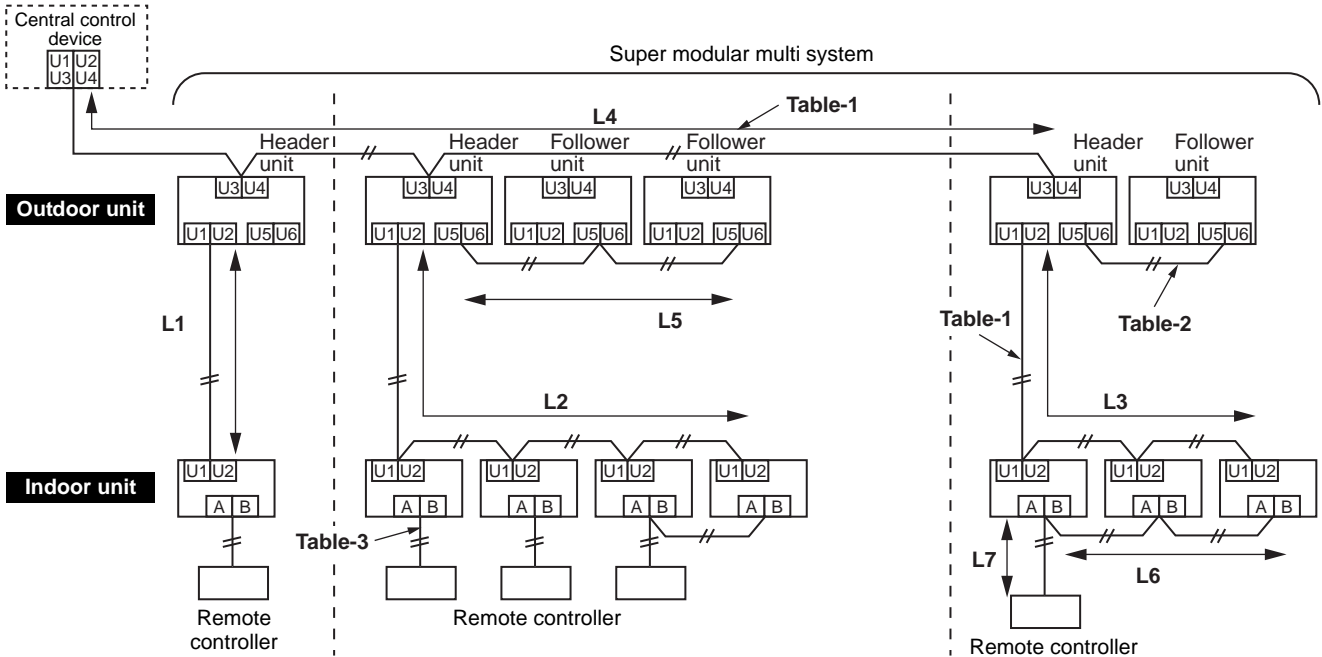 Central control
device
U1 U2
U3 U4
Super modular multi system
Table-1
L4
Header
unit
Header
unit
Follower
unit
Follower
unit
Header
unit
Follower
unit
Outdoor unit
U3 U4
U1 U2 U5 U6
U3 U4
U1 U2 U5 U6
U3 U4
U1 U2 U5 U6
U3 U4
U1 U2 U5 U6
U3 U4
U1 U2 U5 U6
U3 U4
U1 U2 U5 U6
L1
L5
Table-1
Table-2
L2
L3
Indoor unit
U1 U2
A B
U1 U2
A B
U1 U2
A B
U1 U2
A B
U1 U2
A B
U1 U2
A B
U1 U2
A B
U1 U2
A B
Table-3
L7
L6
Remote
controller
Remote controller
Remote controller